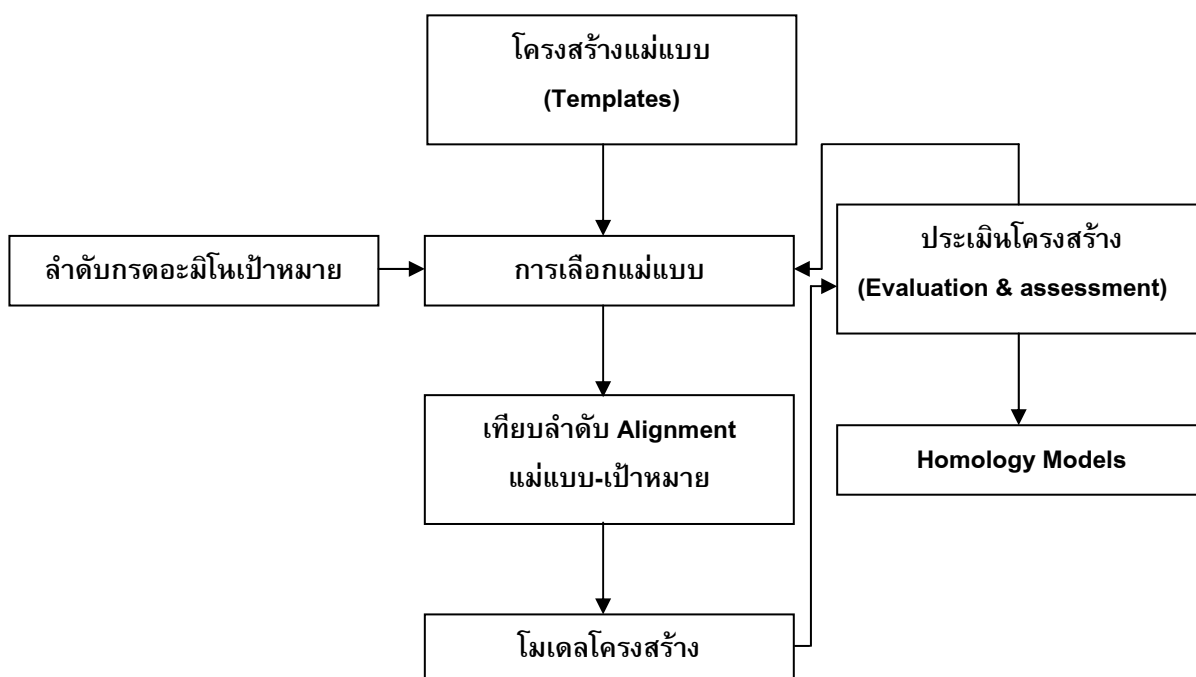 โครงสร้างแม่แบบ
(Templates)
ลำดับกรดอะมิโนเป้าหมาย
การเลือกแม่แบบ
ประเมินโครงสร้าง
(Evaluation & assessment)
เทียบลำดับ Alignment
แม่แบบ-เป้าหมาย
Homology Models
โมเดลโครงสร้าง